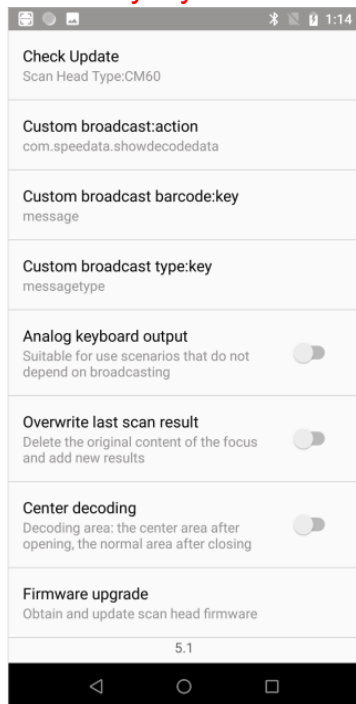 1:14
Check Update
Scan Head Type:CM60
Custom broadcast:action
com.speedata.showdecodedata
Custom broadcast barcode:key
message
Custom broadcast type:key
messagetype
Analog keyboard output
Suitable for use scenarios that do not
depend on broadcasting
Overwrite last scan result
Delete the original content of the focus
and add new results
Center decoding
Decoding area: the center area after
opening, the normal area after closing
Firmware upgrade
Obtain and update scan head firmware
5.1